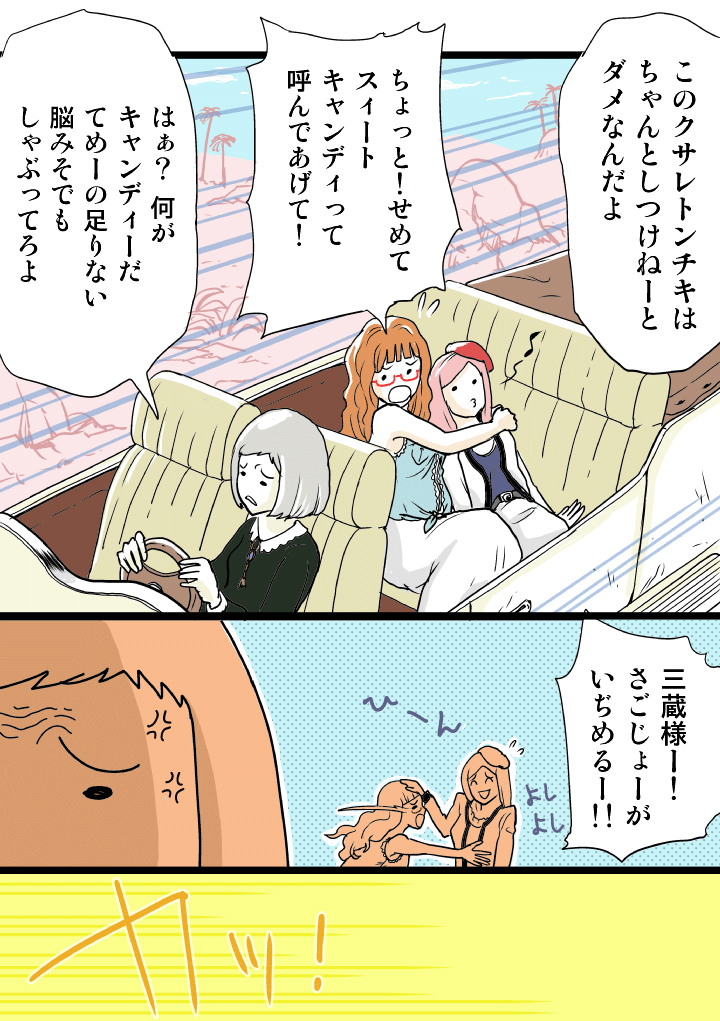 このクサレトンチキは
ちゃんとしつけねーと
ダメなんだよ
ちょっと！せめて
スィート
キャンディって
呼んであげて！
はぁ？何が
キャンディーだ
てめーの足りない
脳みそでも
しゃぶってろよ
三蔵様ー！
さごじょーが
いぢめるー！！
ひーん
よし
よし
カッ！